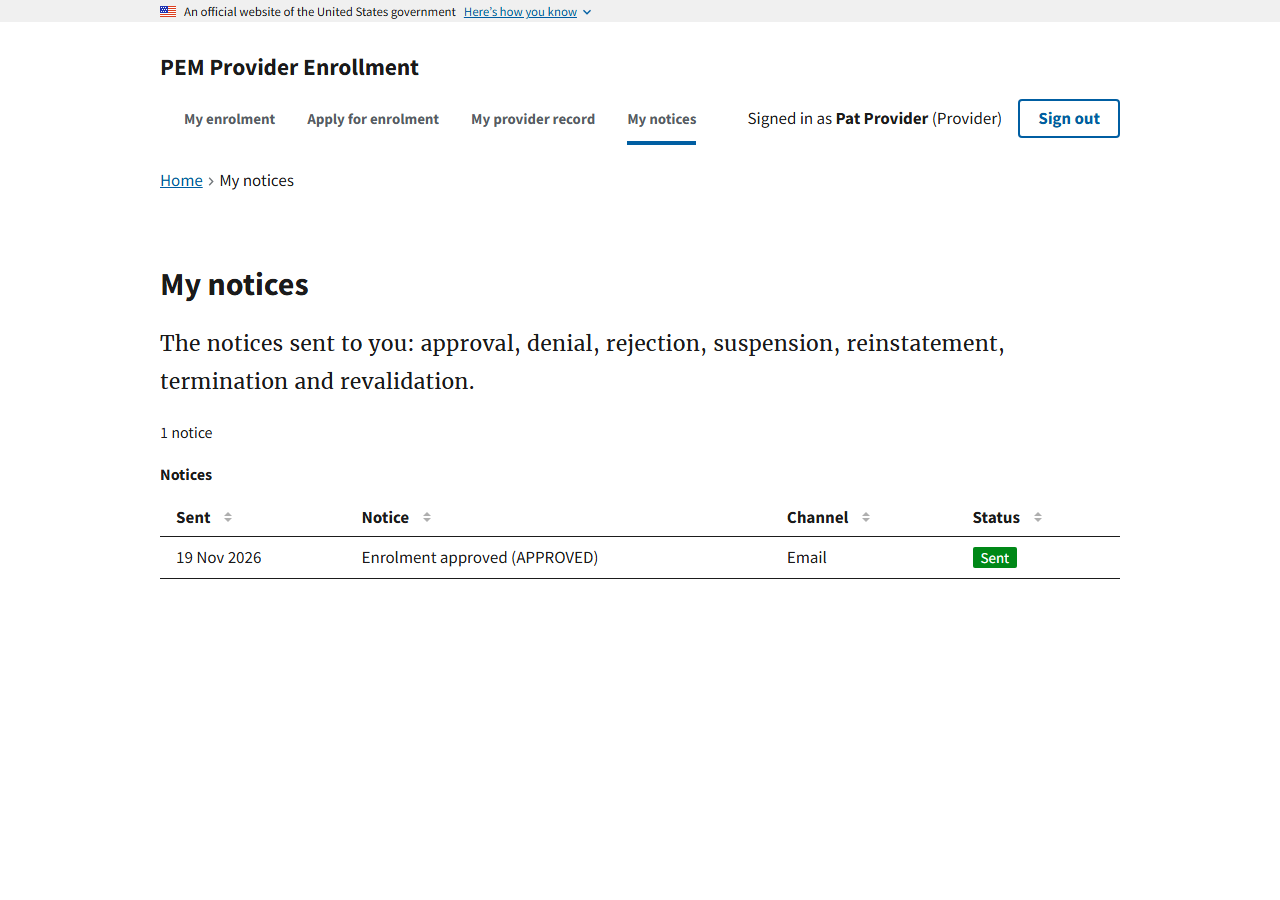 An official website of the United States government Here's how you know
PEM Provider Enrollment
My enrolment Apply for enrolment My provider record My notices Signed in as Pat Provider (Provider) Sign out
Home My notices
My notices
The notices sent to you: approval, denial, rejection, suspension, reinstatement,
termination and revalidation.
1 notice
Notices
Sent Notice Channel Status
19 Nov 2026 Enrolment approved (APPROVED) Email Sent